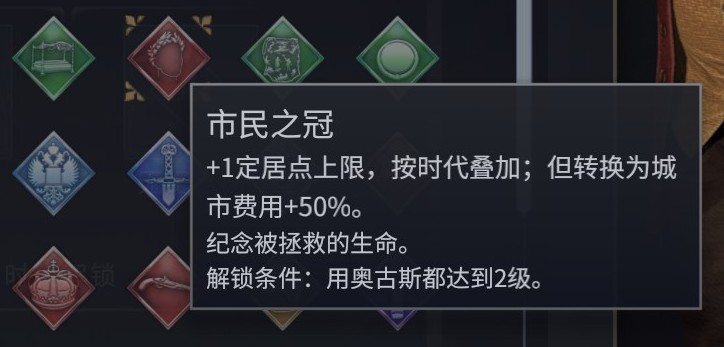 市民之冠
+1定居点上限，按时代叠加；但转换为城
市费用+50%。
纪念被拯救的生命。
解锁条件：用奥古斯都达到2级。